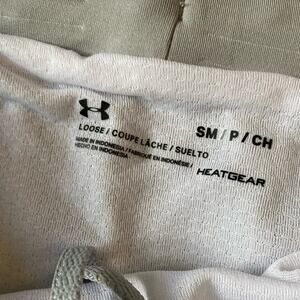 SM / P / CH
LOOSE / COUPE LÂCHE / SUELTO
MADE IN INDONESIA / FABRIQUÉ EN INDONÉSIE /
HECHO EN INDONESIA
HEATGEAR